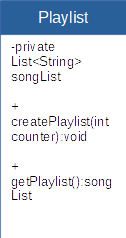 Playlist
-private
List<String>
songList
+
createPlaylist(int
counter):void
+
getPlaylist():song
List